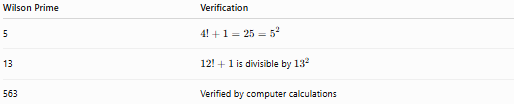 Wilson Prime Verification
5 4! + 1 = 25 = 5²
13 12! + 1 is divisible by 13²
563 Verified by computer calculations